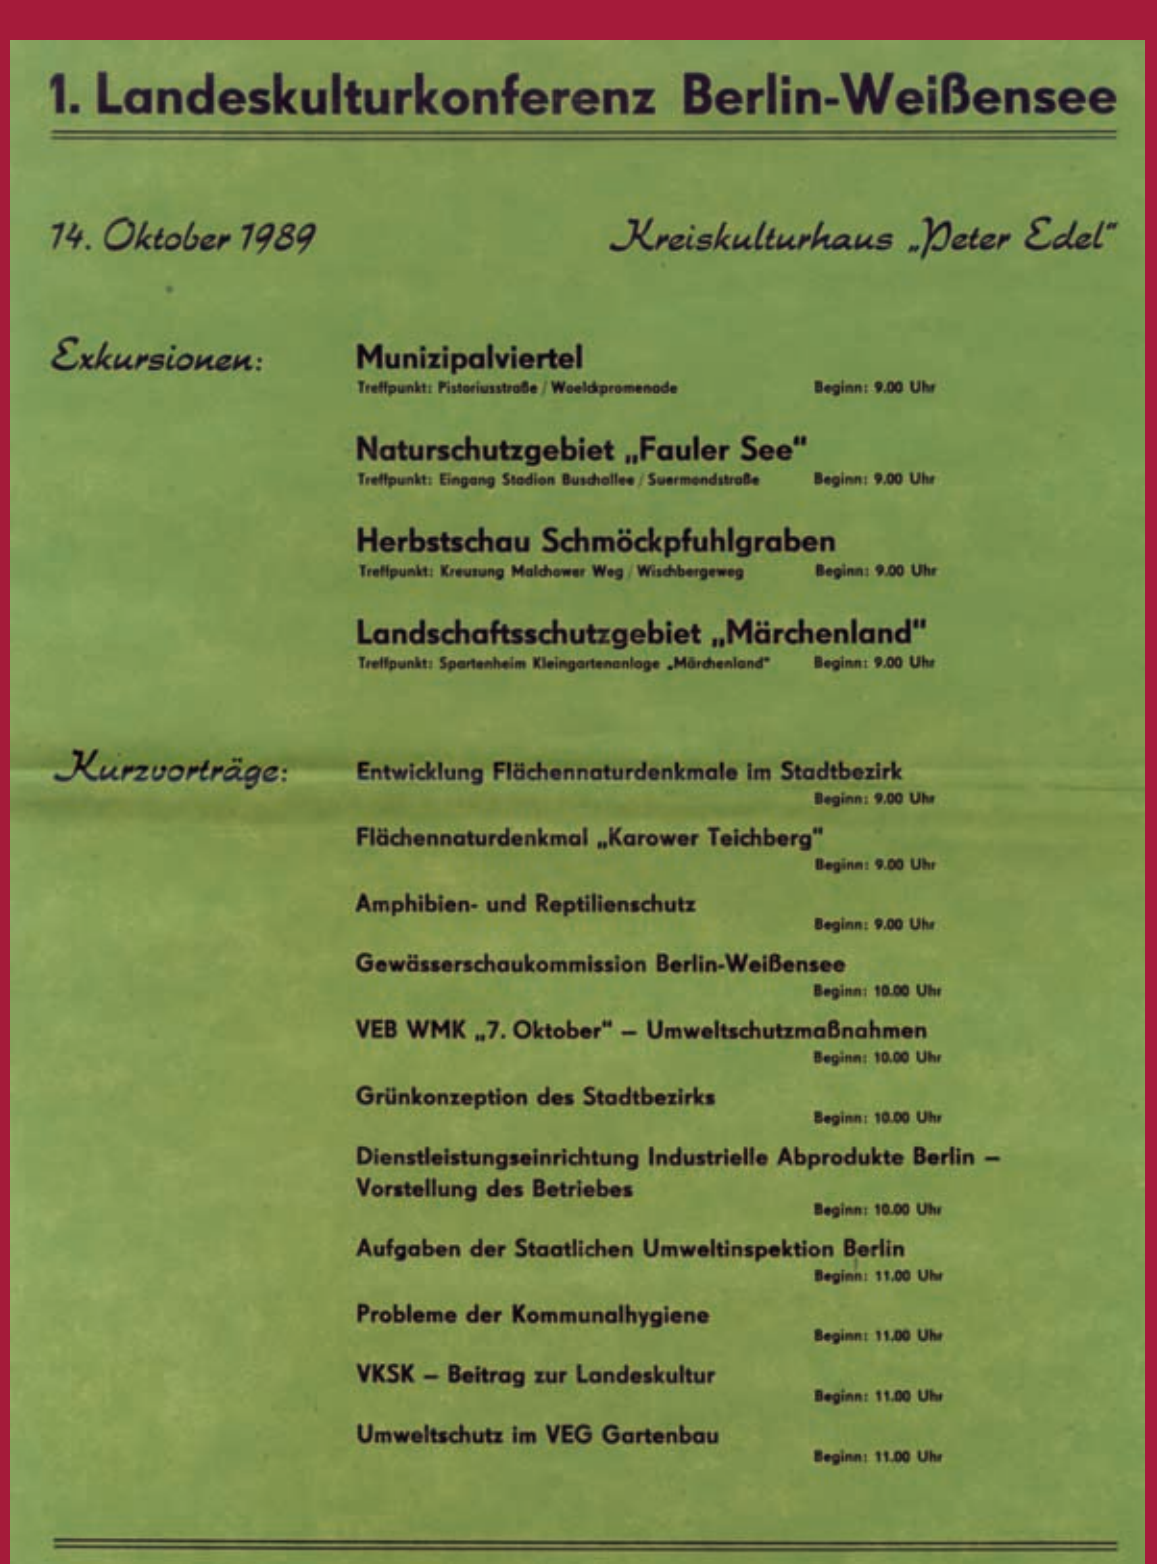 1. Landeskulturkonferenz Berlin-Weißensee
14. Oktober 1989 Kreiskulturhaus „Peter Edel“
Exkursionen: Munizipalviertel
Treffpunkt: Pistoriusstraße / Woelckpromenade Beginn: 9.00 Uhr
Naturschutzgebiet „Fauler See“
Treffpunkt: Eingang Stadion Buschallee / Suermondstraße Beginn: 9.00 Uhr
Herbstschau Schmöckpfuhlgraben
Treffpunkt: Kreuzung Malchower Weg / Wischbergeweg Beginn: 9.00 Uhr
Landschaftsschutzgebiet „Märchenland“
Treffpunkt: Spartenheim Kleingartenanlage „Märchenland“ Beginn: 9.00 Uhr
Kurzvorträge: Entwicklung Flächennaturdenkmale im Stadtbezirk
Beginn: 9.00 Uhr
Flächennaturdenkmal „Karower Teichberg“
Beginn: 9.00 Uhr
Amphibien- und Reptilienschutz
Beginn: 9.00 Uhr
Gewässerschaukommission Berlin-Weißensee
Beginn: 10.00 Uhr
VEB WMK „7. Oktober“ – Umweltschutzmaßnahmen
Beginn: 10.00 Uhr
Grünkonzeption des Stadtbezirks
Beginn: 10.00 Uhr
Dienstleistungseinrichtung Industrielle Abprodukte Berlin –
Vorstellung des Betriebes
Beginn: 10.00 Uhr
Aufgaben der Staatlichen Umweltinspektion Berlin
Beginn: 11.00 Uhr
Probleme der Kommunalhygiene
Beginn: 11.00 Uhr
VKSK – Beitrag zur Landeskultur
Beginn: 11.00 Uhr
Umweltschutz im VEG Gartenbau
Beginn: 11.00 Uhr